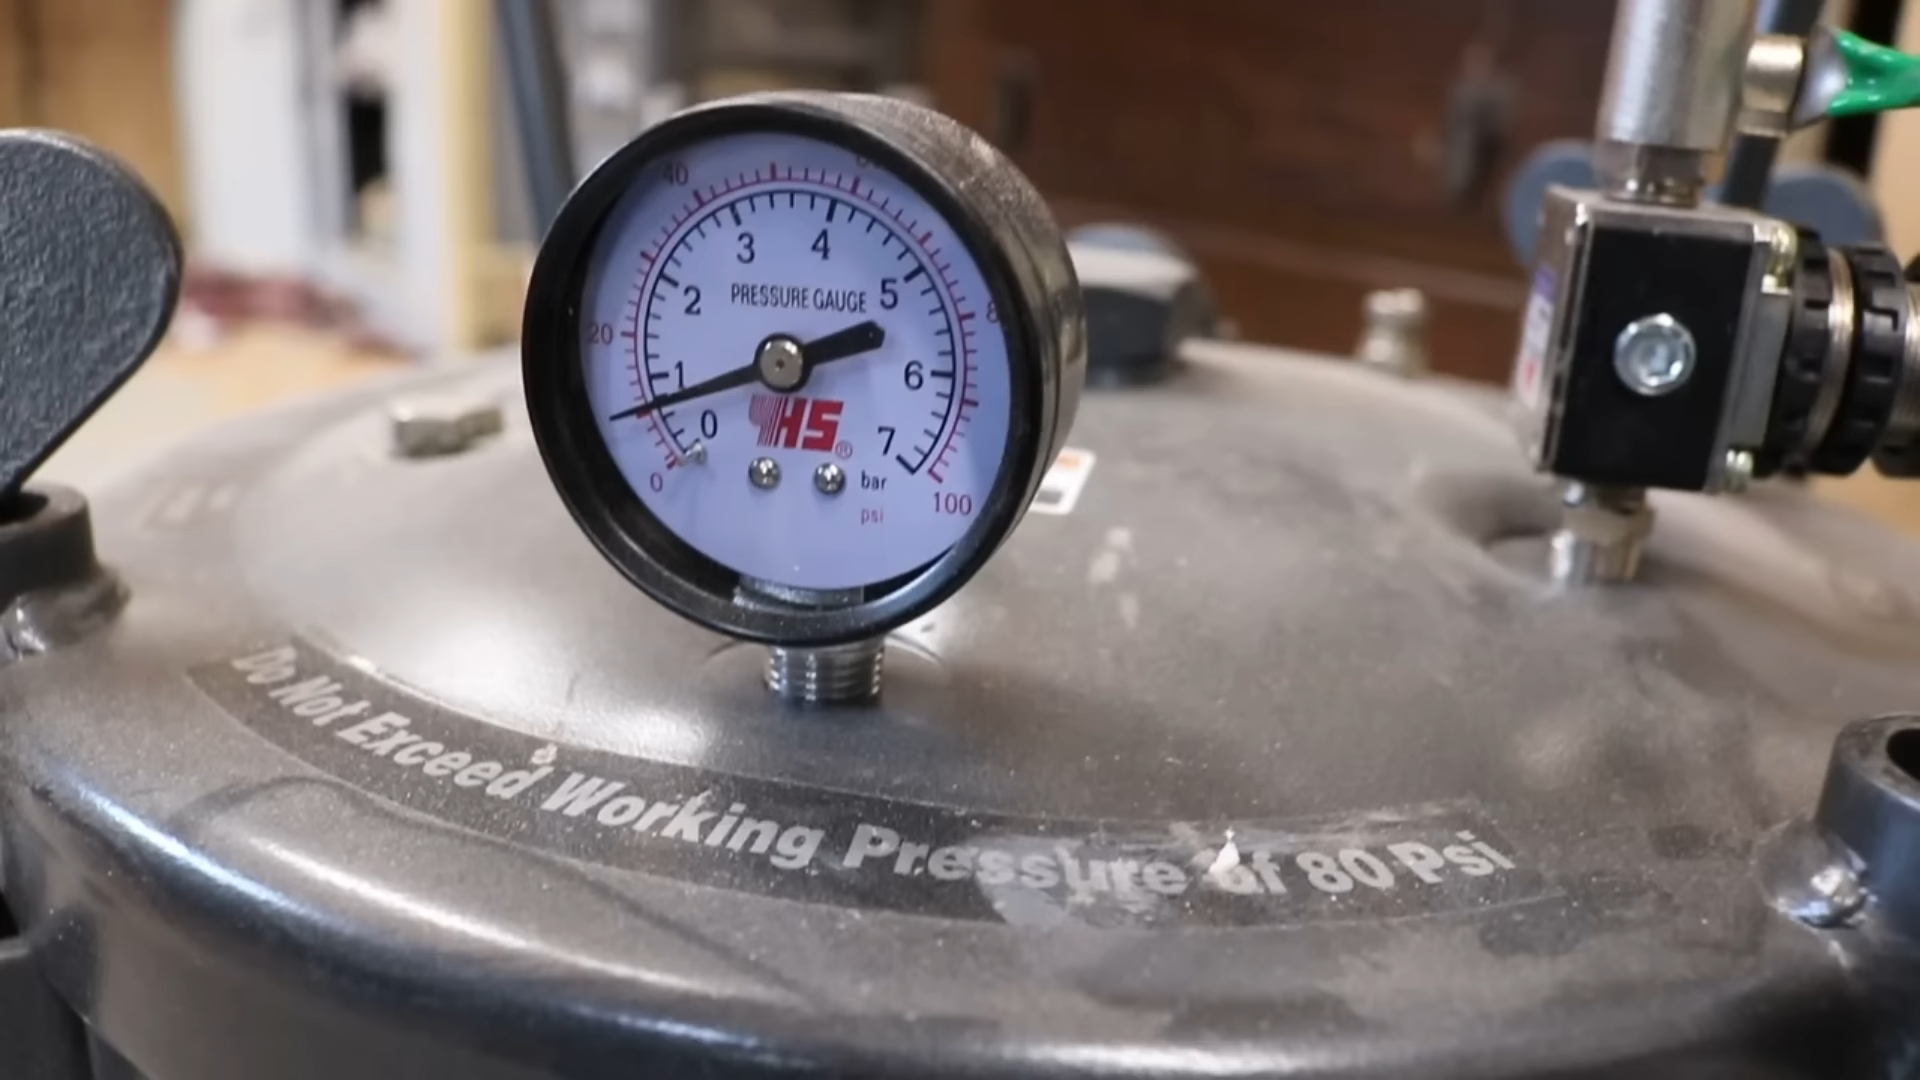 40
3 4
2 PRESSURE GAUGE 5
20
1 6
0 YHS® 7
bar
0 psi 100
Do Not Exceed Working Pressure of 80 Psi